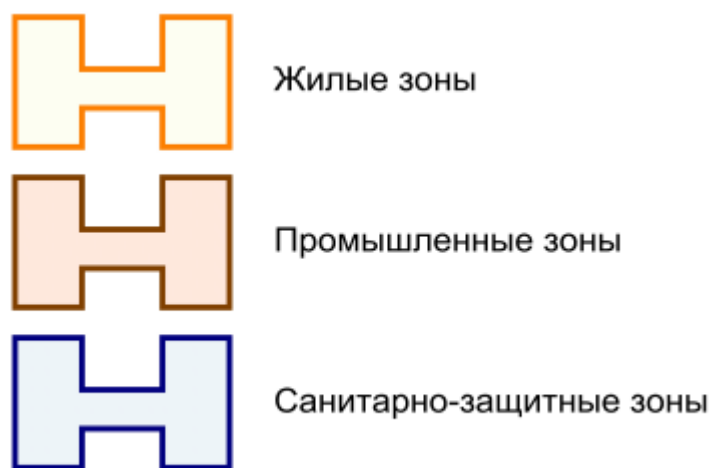 Жилые зоны
Промышленные зоны
Санитарно-защитные зоны